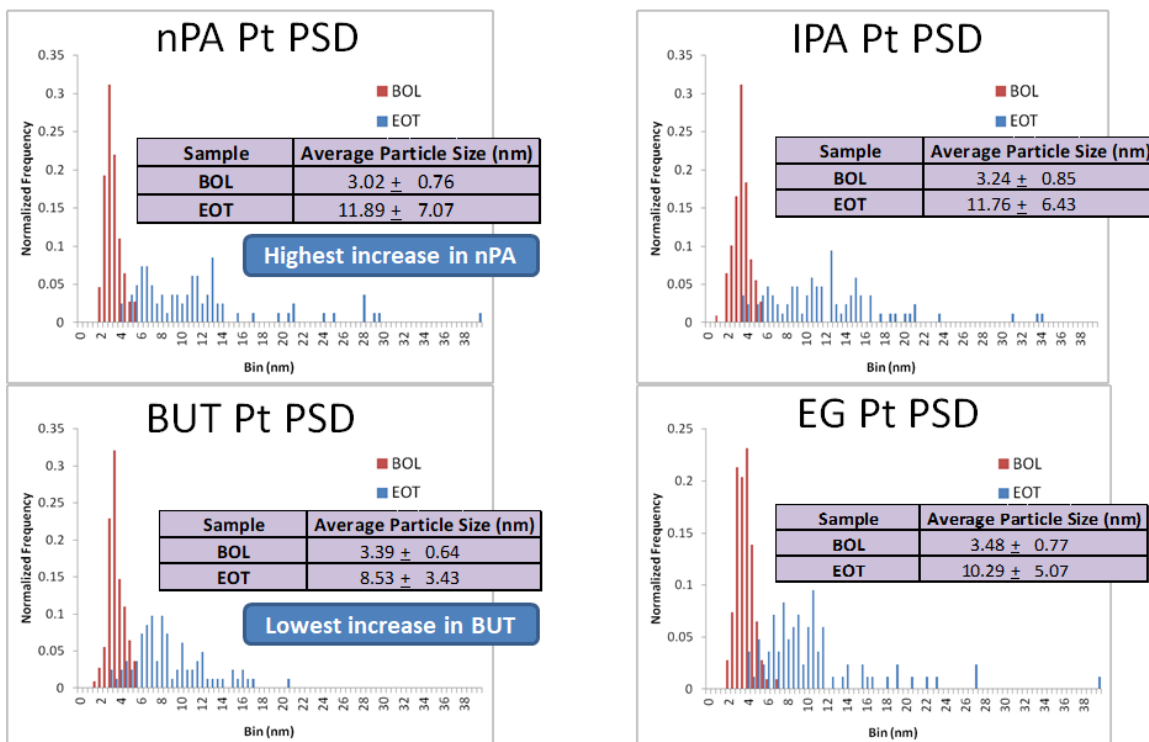 nPA Pt PSD
0.35
0.3
0.25
0.2
0.15
0.1
0.05
0
Normalized Frequency
BOL
EOT
Sample Average Particle Size (nm)
BOL 3.02 ± 0.76
EOT 11.89 ± 7.07
Highest increase in nPA
0 2 4 6 8 10 12 14 16 18 20 22 24 26 28 30 32 34 36 38
Bin (nm)
IPA Pt PSD
0.35
0.3
0.25
0.2
0.15
0.1
0.05
0
Normalized Frequency
BOL
EOT
Sample Average Particle Size (nm)
BOL 3.24 ± 0.85
EOT 11.76 ± 6.43
0 2 4 6 8 10 12 14 16 18 20 22 24 26 28 30 32 34 36 38
Bin (nm)
BUT Pt PSD
0.35
0.3
0.25
0.2
0.15
0.1
0.05
0
Normalized Frequency
BOL
EOT
Sample Average Particle Size (nm)
BOL 3.39 ± 0.64
EOT 8.53 ± 3.43
Lowest increase in BUT
0 2 4 6 8 10 12 14 16 18 20 22 24 26 28 30 32 34 36 38
Bin (nm)
EG Pt PSD
0.25
0.2
0.15
0.1
0.05
0
Normalized Frequency
BOL
EOT
Sample Average Particle Size (nm)
BOL 3.48 ± 0.77
EOT 10.29 ± 5.07
0 2 4 6 8 10 12 14 16 18 20 22 24 26 28 30 32 34 36 38
Bin (nm)